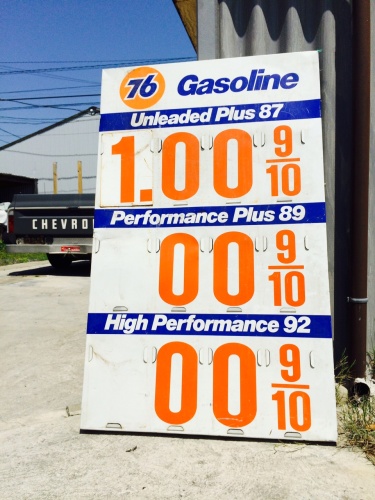 76 Gasoline
Unleaded Plus 87
1.00 9/10
Performance Plus 89
00 9/10
High Performance 92
00 9/10
CHEVRO